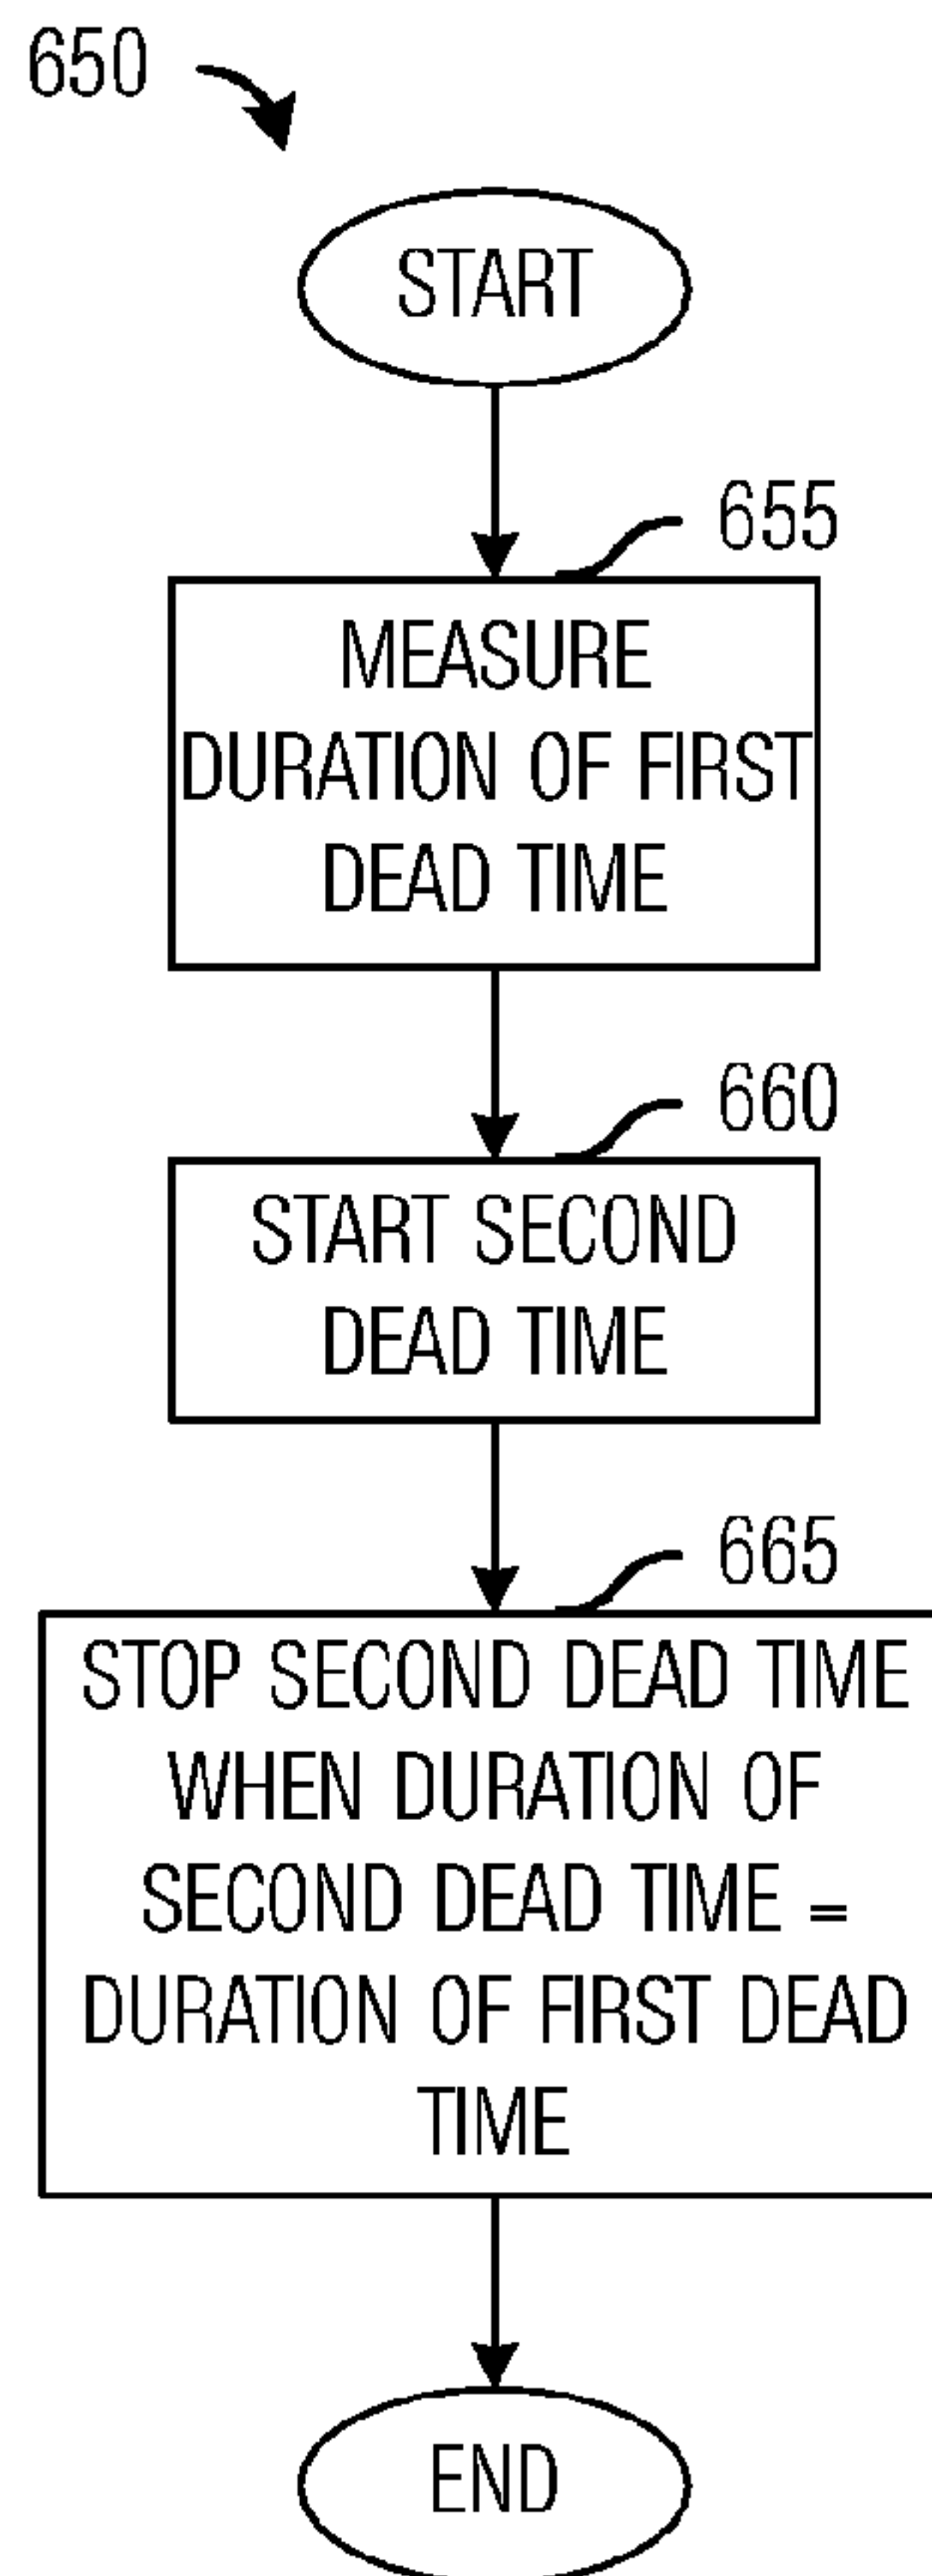 650
START
655
MEASURE
DURATION OF FIRST
DEAD TIME
660
START SECOND
DEAD TIME
665
STOP SECOND DEAD TIME
WHEN DURATION OF
SECOND DEAD TIME =
DURATION OF FIRST DEAD
TIME
END